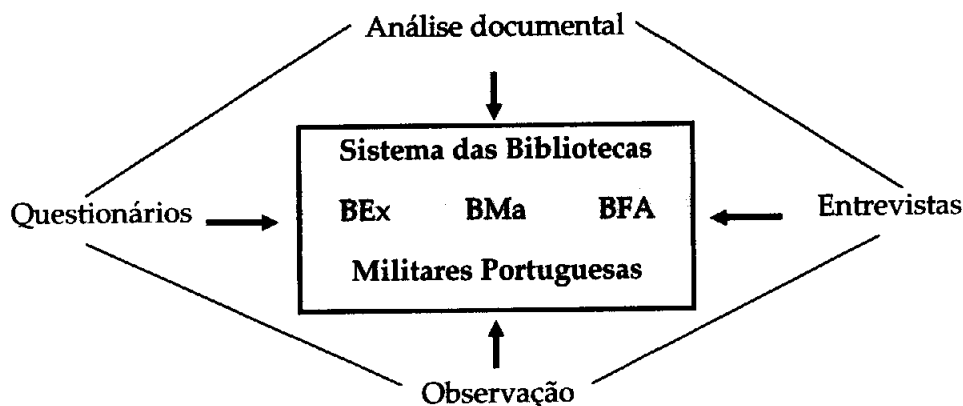 Análise documental
Sistema das Bibliotecas
Questionários
BEx BMa BFA
Entrevistas
Militares Portuguesas
Observação